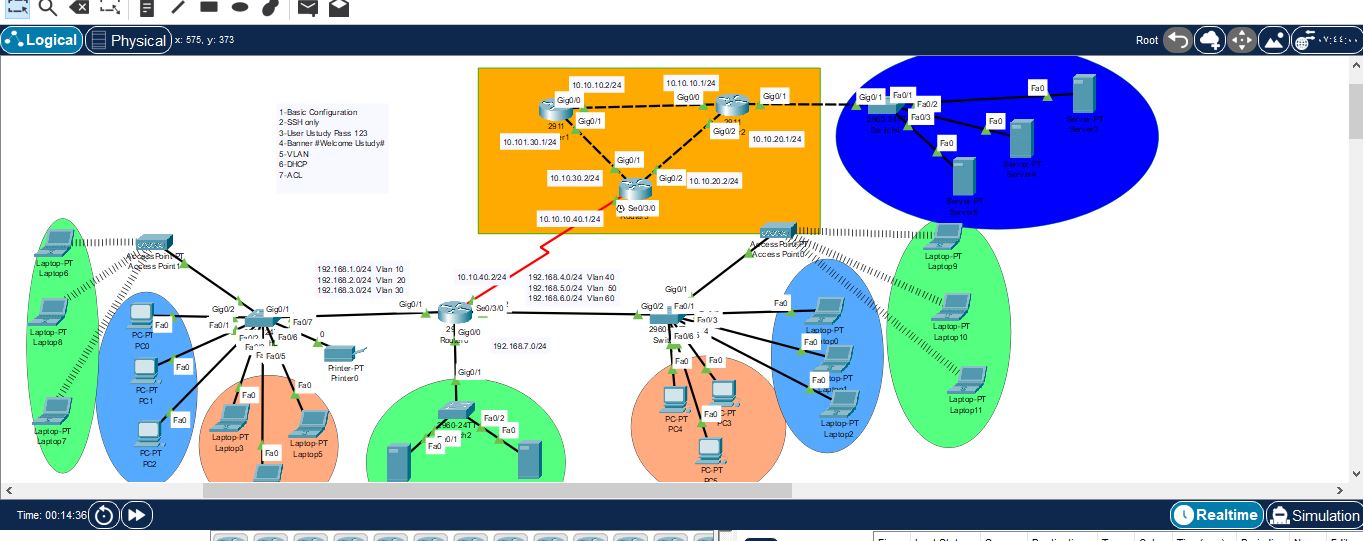 Logical
Physical
x: 575, y: 373
Root
1-Basic Configuration
2-SSH only
3-User Ustudy Pass 123
4-Banner #Welcome Ustudy#
5-VLAN
6-DHCP
7-ACL
10.10.10.2/24
10.10.10.1/24
Gig0/0
Gig0/0
Gig0/1
2911
2911
Gig0/1
Gig0/2
10.101.30.1/24
10.10.20.1/24
Gig0/1
10.10.30.2/24
Gig0/2
10.10.20.2/24
Se0/3/0
10.10.10.40.1/24
Gig0/1
Fa0/1
Fa0/2
Fa0/3
Fa0
Fa0
Fa0
Server-PT
Server-PT
Server4
Server-PT
Laptop-PT
Laptop6
Laptop-PT
Laptop8
Laptop-PT
Laptop7
AccessPoint-PT
Access Point1
PC-PT
PC0
PC-PT
PC1
PC-PT
PC2
Fa0
Fa0
Fa0
Gig0/2
Gig0/1
Fa0/1
Fa0/7
Fa0/6
Fa0/5
Printer-PT
Printer0
Fa0
Fa0
Fa0
Laptop-PT
Laptop3
Laptop-PT
Laptop5
192.168.1.0/24 Vlan 10
192.168.2.0/24 Vlan 20
192.168.3.0/24 Vlan 30
10.10.40.2/24
192.168.4.0/24 Vlan 40
192.168.5.0/24 Vlan 50
192.168.6.0/24 Vlan 60
Gig0/1
Se0/3/0
Gig0/0
192.168.7.0/24
Gig0/1
2960-24TT
Fa0/2
Fa0
Fa0
AccessPoint-PT
Access Point0
Gig0/1
Gig0/2
Fa0/1
Fa0/3
2960
Fa0/6
Fa0
Fa0
Fa0
PC-PT
PC4
PC-PT
PC3
PC-PT
PC5
Fa0
Fa0
Fa0
Laptop-PT
Laptop-PT
Laptop-PT
Laptop2
Laptop-PT
Laptop9
Laptop-PT
Laptop10
Laptop-PT
Laptop11
Time: 00:14:36
Realtime
Simulation